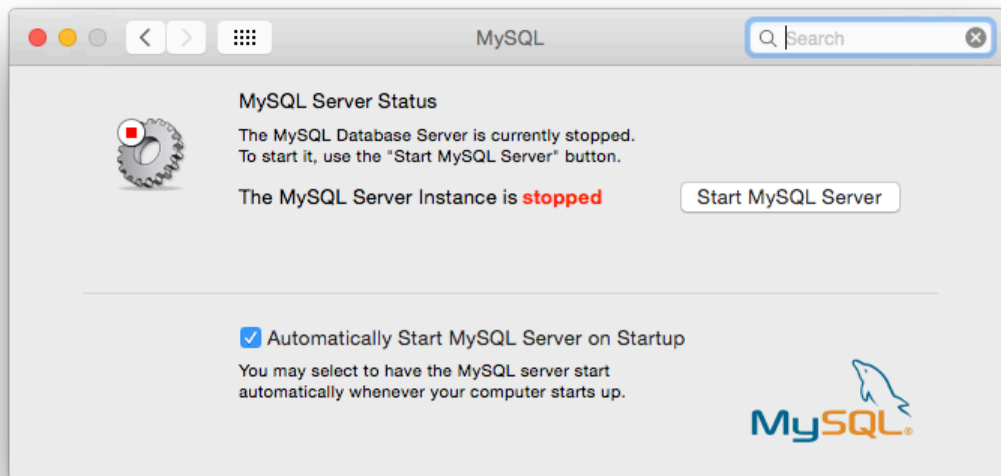 MySQL
Search
MySQL Server Status
The MySQL Database Server is currently stopped.
To start it, use the "Start MySQL Server" button.
The MySQL Server Instance is stopped
Start MySQL Server
Automatically Start MySQL Server on Startup
You may select to have the MySQL server start
automatically whenever your computer starts up.
MySQL®